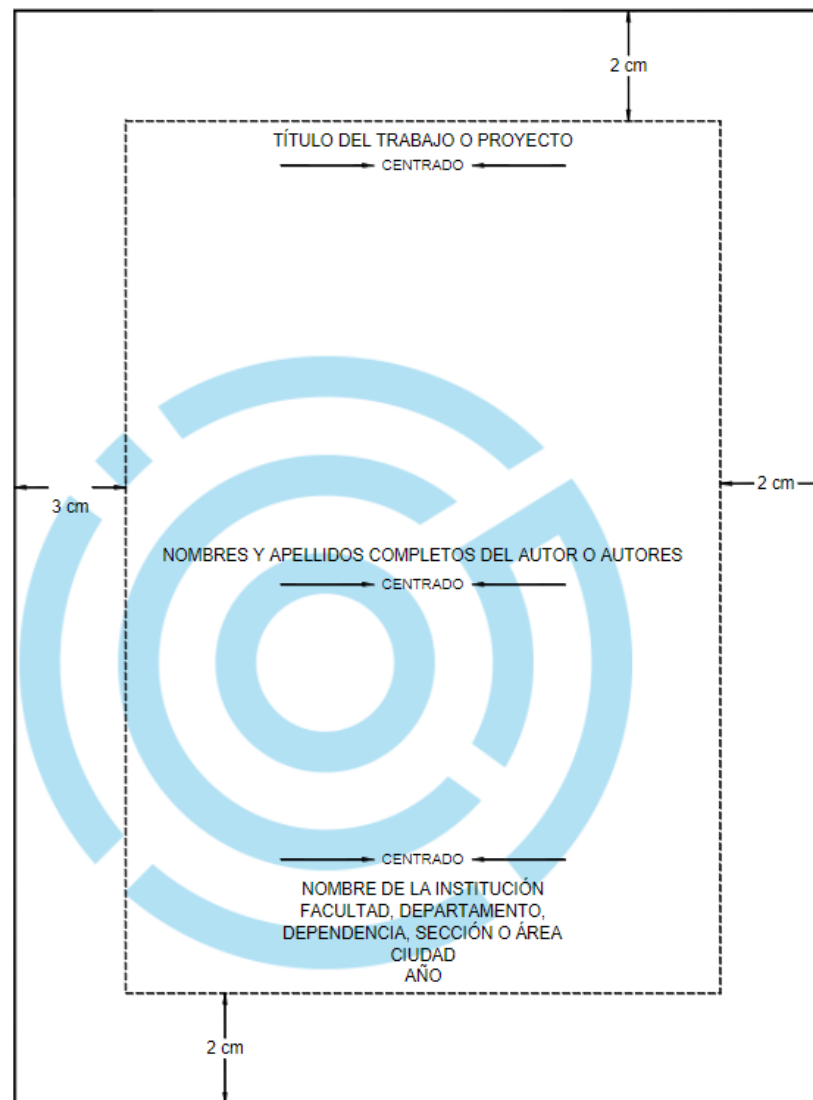 2 cm
TÍTULO DEL TRABAJO O PROYECTO
CENTRADO
3 cm
2 cm
NOMBRES Y APELLIDOS COMPLETOS DEL AUTOR O AUTORES
CENTRADO
CENTRADO
NOMBRE DE LA INSTITUCIÓN
FACULTAD, DEPARTAMENTO,
DEPENDENCIA, SECCIÓN O ÁREA
CIUDAD
AÑO
2 cm